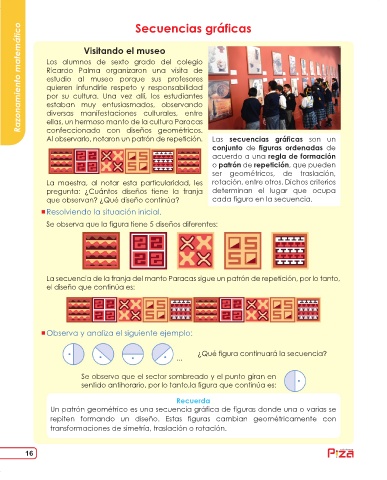 Secuencias gráficas
Razonamiento matemático
Visitando el museo
Los alumnos de sexto grado del colegio
Ricardo Palma organizaron una visita de
estudio al museo porque sus profesores
quieren infundirle respeto y responsabilidad
por su cultura. Una vez allí, los estudiantes
estaban muy entusiasmados, observando
diversas manifestaciones culturales, entre
ellas, un hermoso manto de la cultura Paracas
confeccionado con diseños geométricos.
Al observarlo, notaron un patrón de repetición.
La maestra, al notar esta particularidad, les
pregunta: ¿Cuántos diseños tiene la franja
que observan? ¿Qué diseño continúa?
Las secuencias gráficas son un
conjunto de figuras ordenadas de
acuerdo a una regla de formación
o patrón de repetición, que pueden
ser geométricos, de traslación,
rotación, entre otros. Dichos criterios
determinan el lugar que ocupa
cada figura en la secuencia.
Resolviendo la situación inicial.
Se observa que la figura tiene 5 diseños diferentes:
La secuencia de la franja del manto Paracas sigue un patrón de repetición, por lo tanto,
el diseño que continúa es:
Observa y analiza el siguiente ejemplo:
...
¿Qué figura continuará la secuencia?
Se observa que el sector sombreado y el punto giran en
sentido antihorario, por lo tanto,la figura que continúa es:
Recuerda
Un patrón geométrico es una secuencia gráfica de figuras donde una o varias se
repiten formando un diseño. Estas figuras cambian geométricamente con
transformaciones de simetría, traslación o rotación.
16
Piza